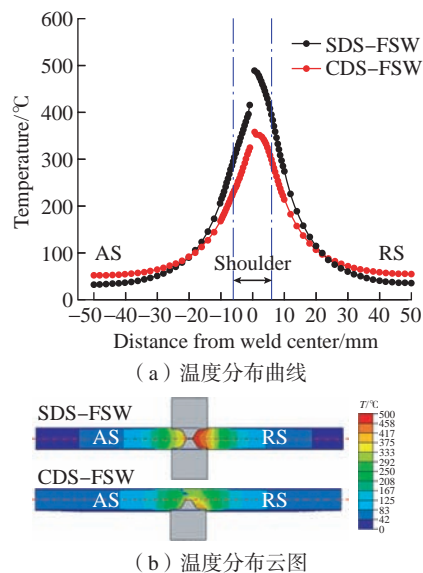 600
500
400
300
200
100
0
Temperature/℃
SDS–FSW
CDS–FSW
AS
RS
Shoulder
−50 −40 −30 −20 −10 0 10 20 30 40 50
Distance from weld center/mm
（a）温度分布曲线
SDS–FSW
AS
RS
CDS–FSW
AS
RS
T/℃
500
458
417
375
333
292
250
208
167
125
83
42
0
（b）温度分布云图